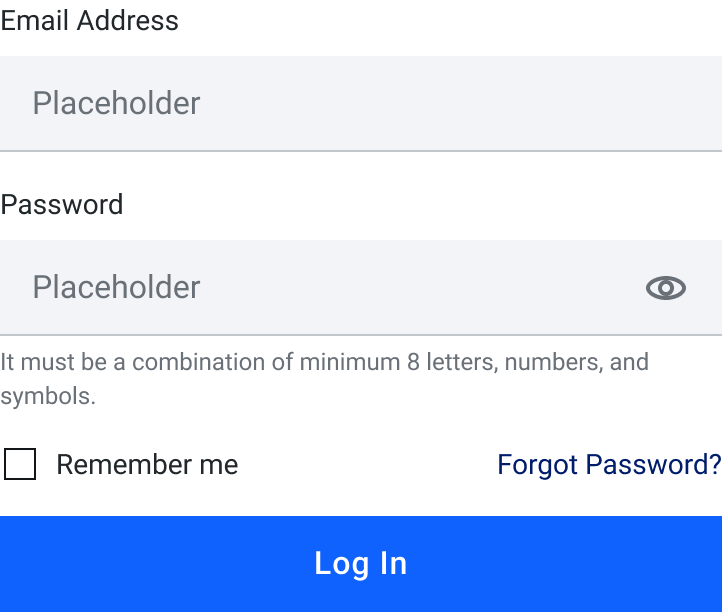 Email Address
Placeholder
Password
Placeholder
It must be a combination of minimum 8 letters, numbers, and
symbols.
Remember me Forgot Password?
Log In